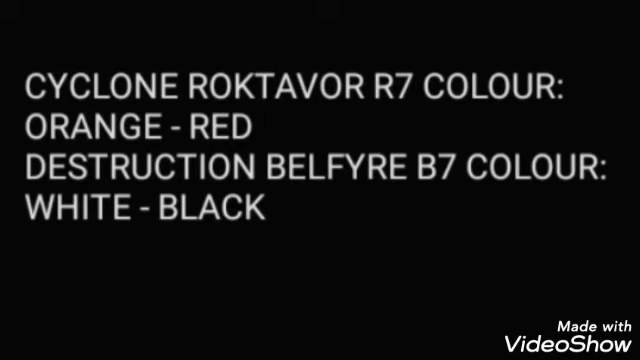 CYCLONE ROKTAVOR R7 COLOUR:
ORANGE - RED
DESTRUCTION BELFYRE B7 COLOUR:
WHITE - BLACK
Made with
VideoShow